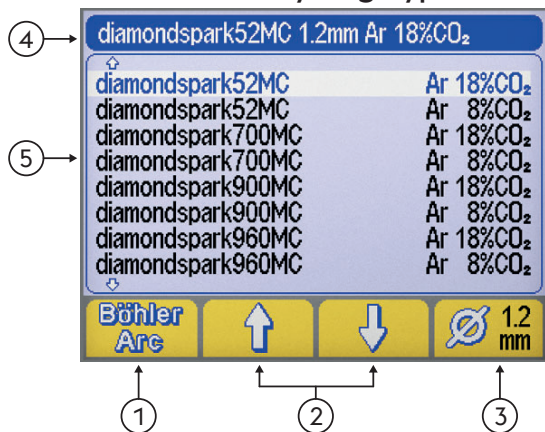 4
diamondspark52MC 1.2mm Ar 18%CO₂
diamondspark52MC Ar 18%CO₂
diamondspark52MC Ar 8%CO₂
5
diamondspark700MC Ar 18%CO₂
diamondspark700MC Ar 8%CO₂
diamondspark900MC Ar 18%CO₂
diamondspark900MC Ar 8%CO₂
diamondspark960MC Ar 18%CO₂
diamondspark960MC Ar 8%CO₂
Böhler
Arc
1.2
mm
1
2
3